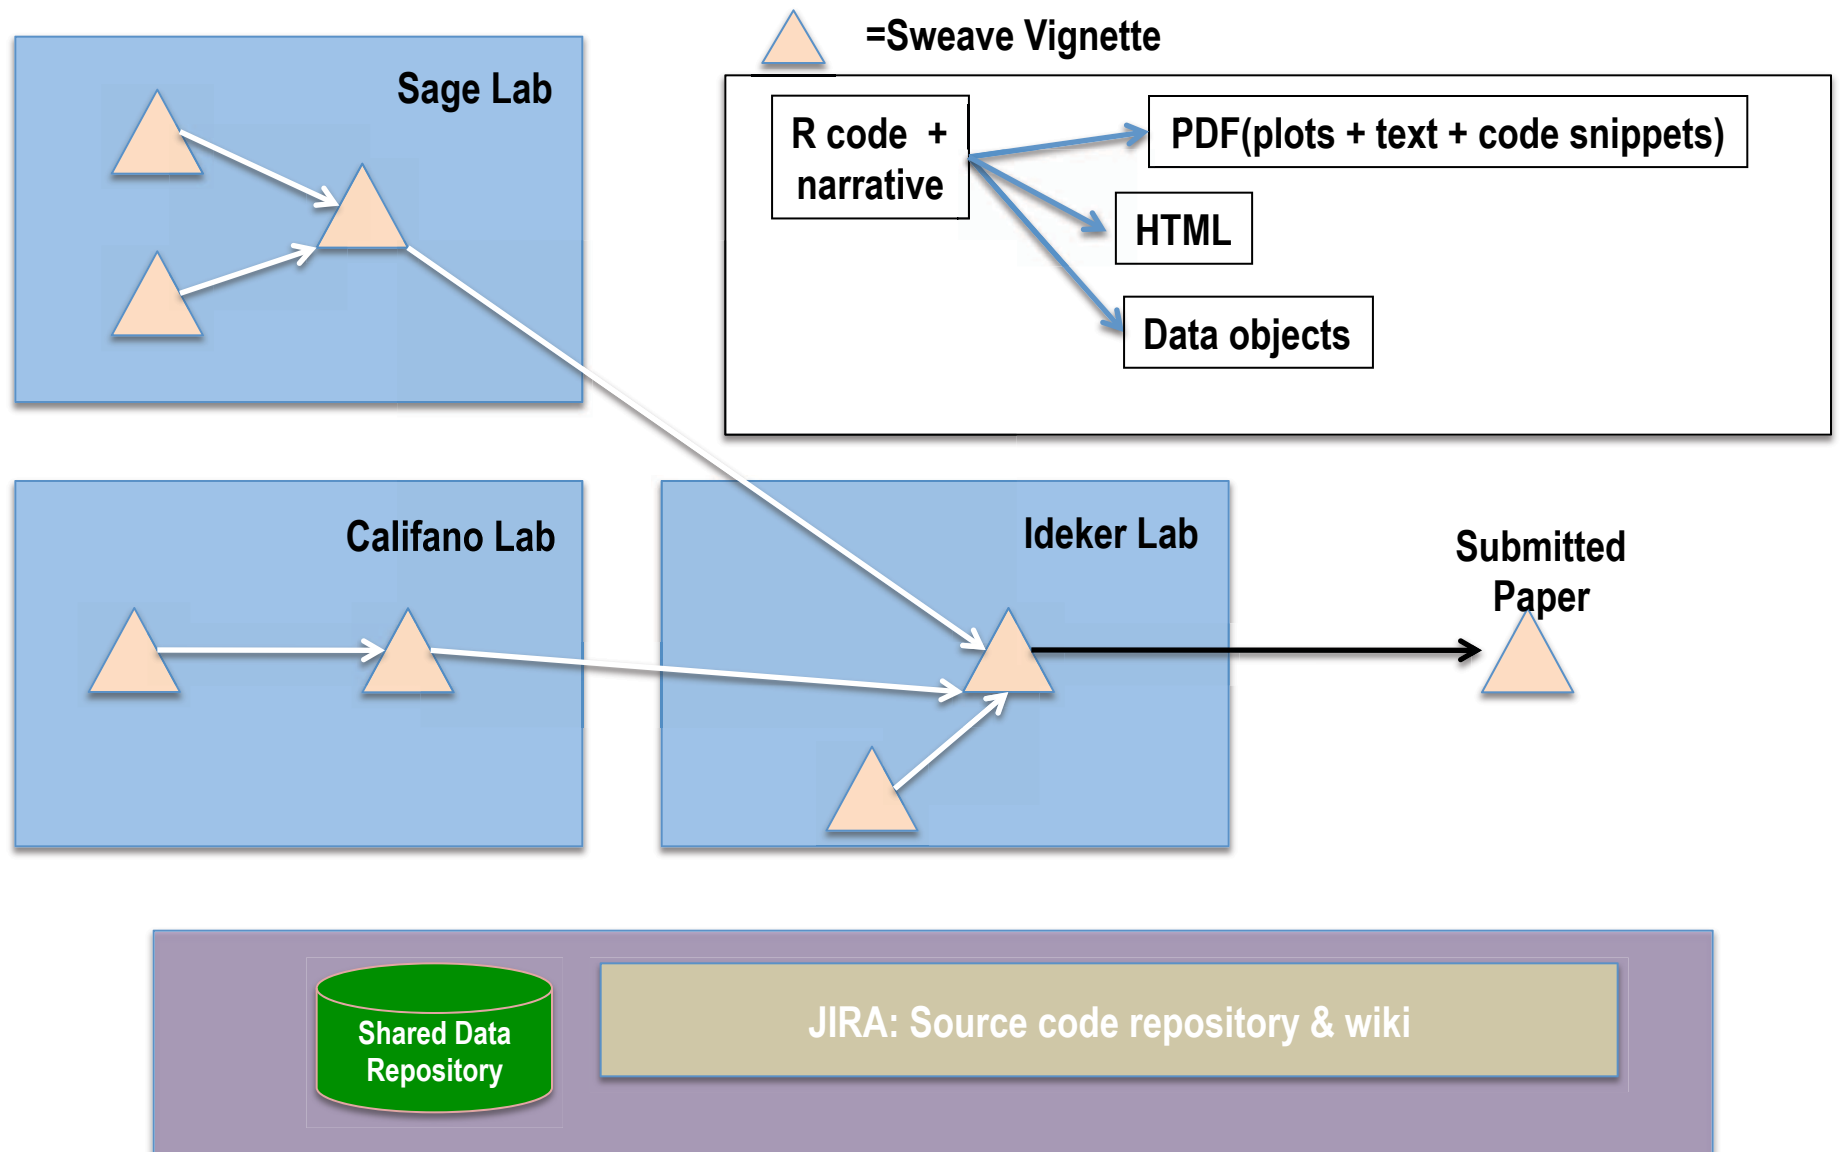 =Sweave Vignette
Sage Lab
R code +
narrative
PDF(plots + text + code snippets)
HTML
Data objects
Califano Lab
Ideker Lab
Submitted
Paper
Shared Data
Repository
JIRA: Source code repository & wiki